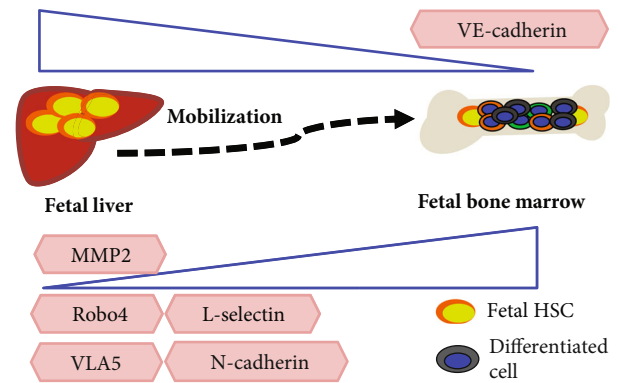 VE-cadherin
Mobilization
Fetal liver
Fetal bone marrow
MMP2
Robo4
L-selectin
VLA5
N-cadherin
Fetal HSC
Differentiated
cell